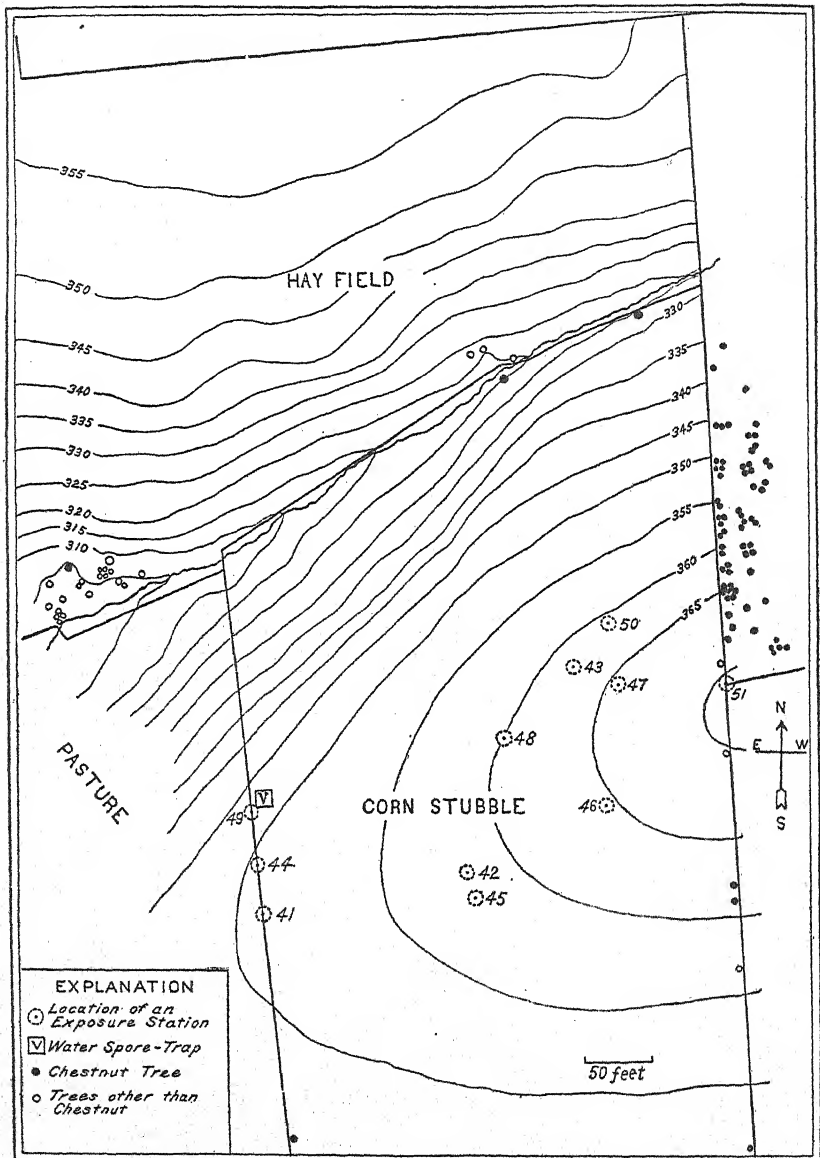 355
350
HAY FIELD
345
340
335
330
325
320
315
310
330
335
340
345
350
355
360
365
50
43
47
51
48
N
E W
S
PASTURE
V
49
CORN STUBBLE
46
44
42
45
41
EXPLANATION
Location of an
Exposure Station
V Water Spore-Trap
Chestnut Tree
Trees other than
Chestnut
50 feet